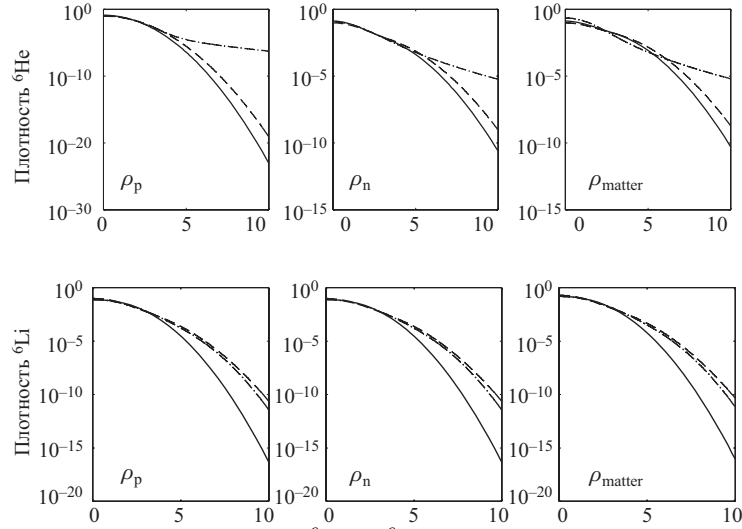 10⁰ 10⁰ 10⁰
10⁻¹⁰ 10⁻⁵ 10⁻⁵
10⁻²⁰ 10⁻¹⁰ 10⁻¹⁰
10⁻³⁰ 10⁻¹⁵ 10⁻¹⁵
Плотность ⁶He
ρp ρn ρmatter
0 5 10 0 5 10 0 5 10
10⁰ 10⁰ 10⁰
10⁻⁵ 10⁻⁵ 10⁻⁵
10⁻¹⁰ 10⁻¹⁰ 10⁻¹⁰
10⁻¹⁵ 10⁻¹⁵ 10⁻¹⁵
10⁻²⁰ 10⁻²⁰ 10⁻²⁰
Плотность ⁶Li
ρp ρn ρmatter
0 5 10 0 5 10 0 5 10